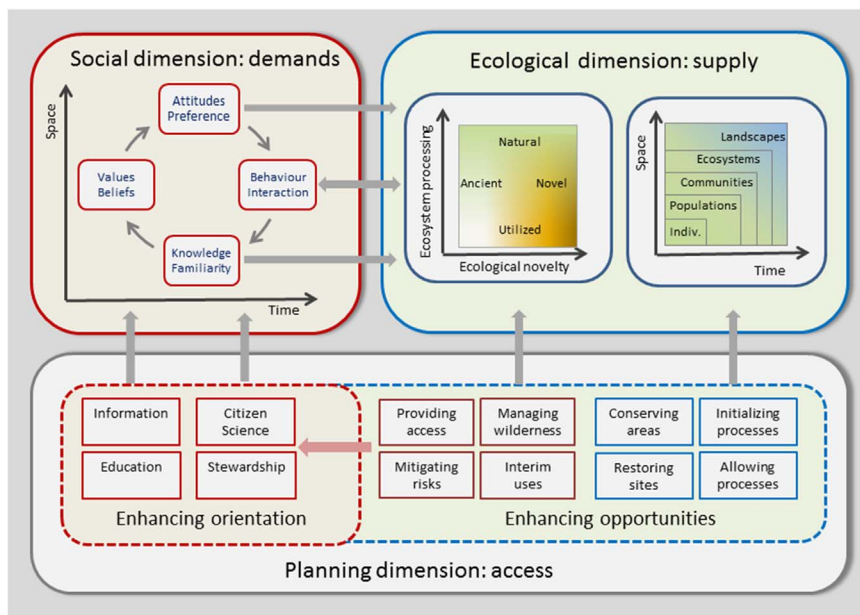 Social dimension: demands
Space
Attitudes
Preference
Values
Beliefs
Behaviour
Interaction
Knowledge
Familiarity
Time
Ecological dimension: supply
Ecosystem processing
Natural
Ancient
Novel
Utilized
Ecological novelty
Space
Landscapes
Ecosystems
Communities
Populations
Indiv.
Time
Information
Citizen
Science
Education
Stewardship
Enhancing orientation
Providing
access
Managing
wilderness
Mitigating
risks
Interim
uses
Conserving
areas
Initializing
processes
Restoring
sites
Allowing
processes
Enhancing opportunities
Planning dimension: access